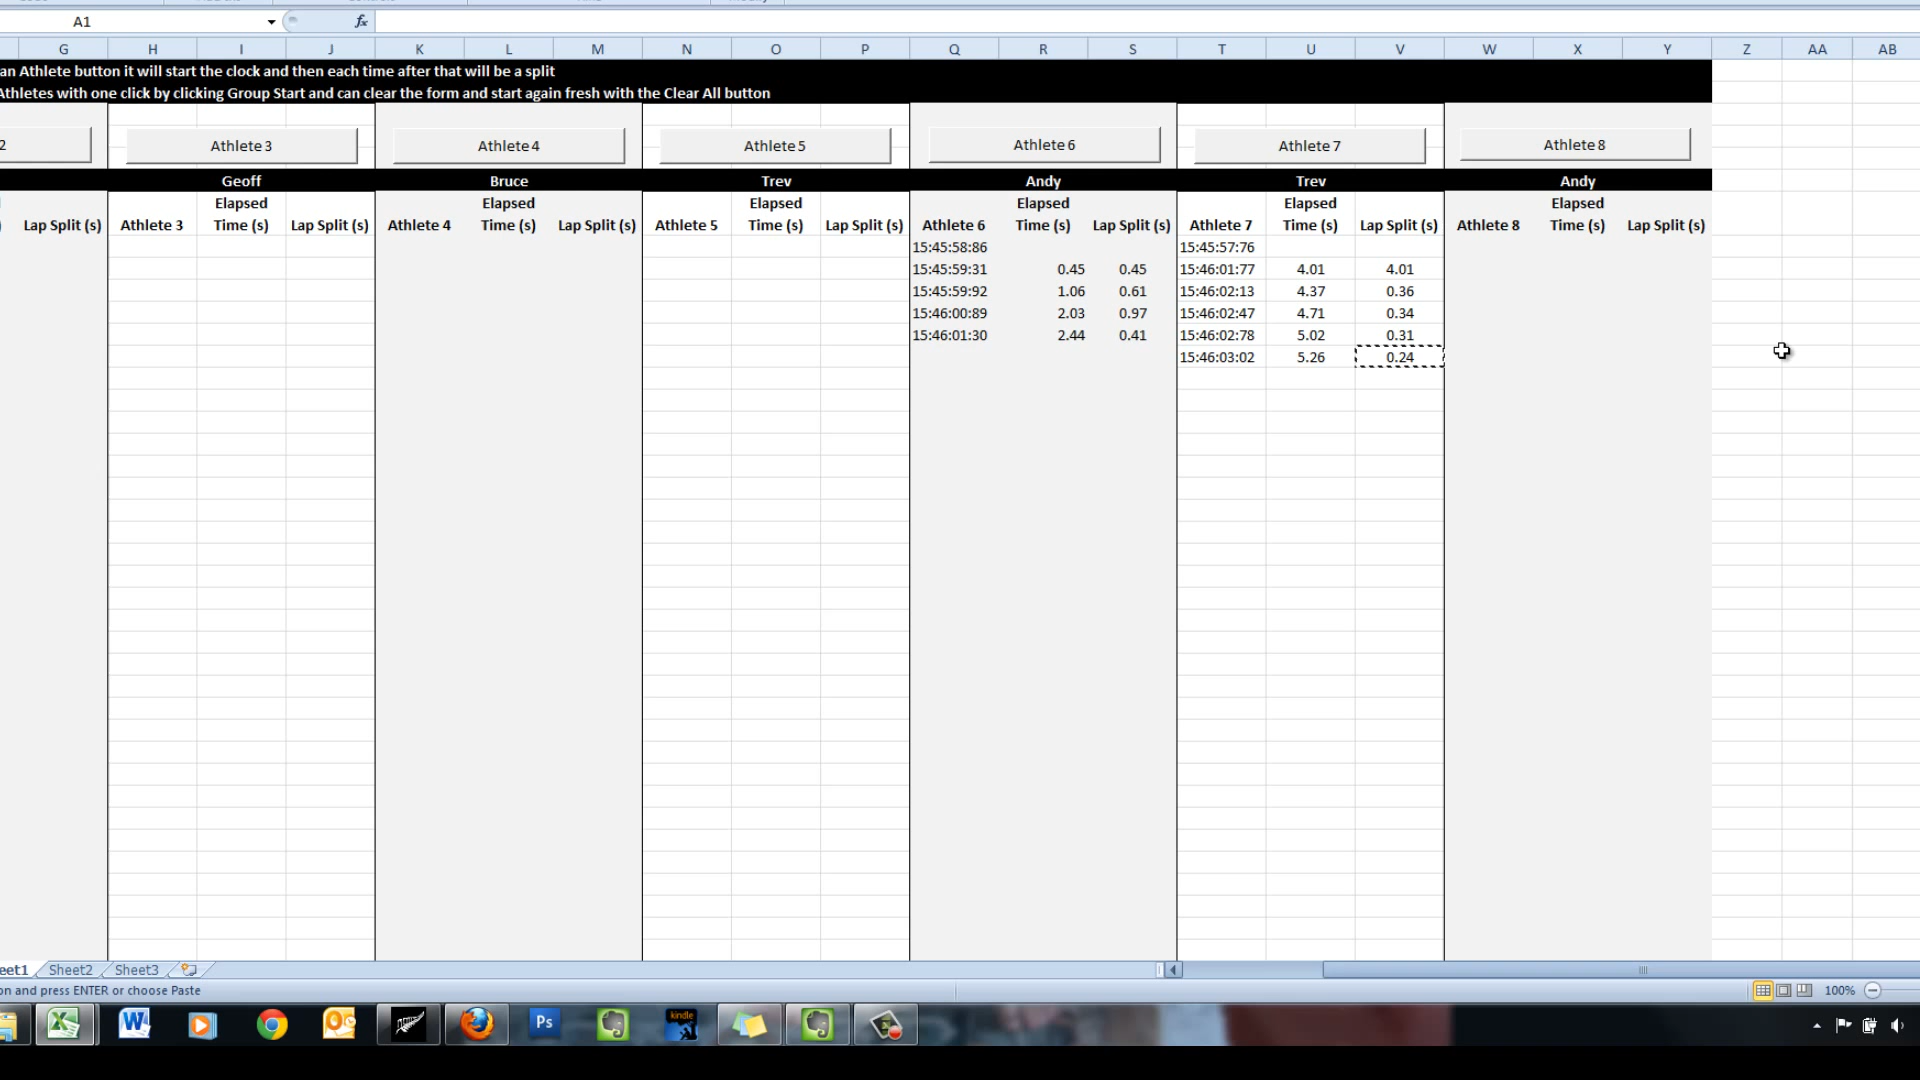 A1 fx
G H I J K L M N O P Q R S T U V W X Y Z AA AB
an Athlete button it will start the clock and then each time after that will be a split
Athletes with one click by clicking Group Start and can clear the form and start again fresh with the Clear All button
2 Athlete 3 Athlete 4 Athlete 5 Athlete 6 Athlete 7 Athlete 8
Geoff Bruce Trev Andy Trev Andy
Elapsed Elapsed Elapsed Elapsed Elapsed Elapsed
) Lap Split (s) Athlete 3 Time (s) Lap Split (s) Athlete 4 Time (s) Lap Split (s) Athlete 5 Time (s) Lap Split (s) Athlete 6 Time (s) Lap Split (s) Athlete 7 Time (s) Lap Split (s) Athlete 8 Time (s) Lap Split (s)
15:45:58:86 15:45:57:76
15:45:59:31 0.45 0.45 15:46:01:77 4.01 4.01
15:45:59:92 1.06 0.61 15:46:02:13 4.37 0.36
15:46:00:89 2.03 0.97 15:46:02:47 4.71 0.34
15:46:01:30 2.44 0.41 15:46:02:78 5.02 0.31
15:46:03:02 5.26 0.24
eet1 Sheet2 Sheet3
on and press ENTER or choose Paste 100%
W Ps kindle